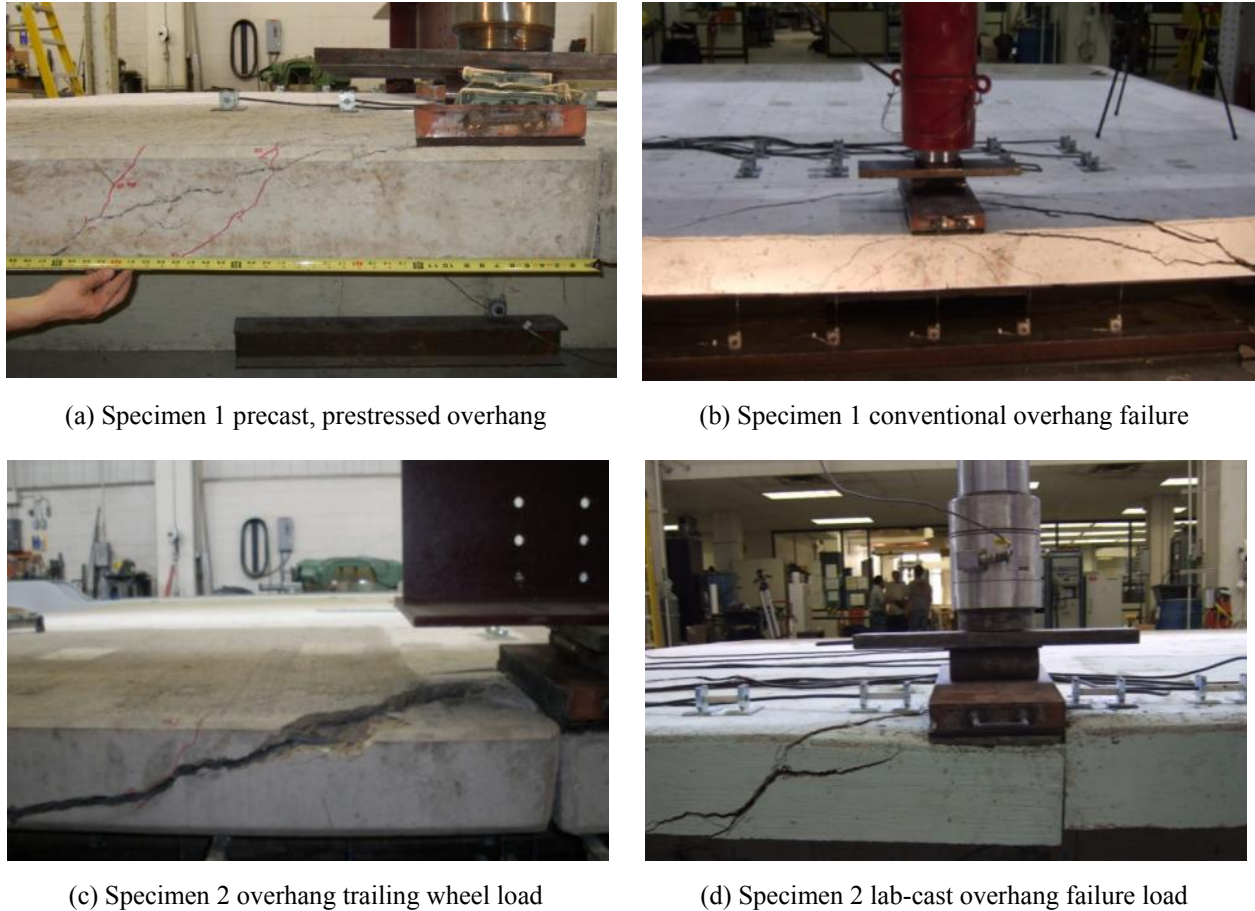 (a) Specimen 1 precast, prestressed overhang
(b) Specimen 1 conventional overhang failure
(c) Specimen 2 overhang trailing wheel load
(d) Specimen 2 lab-cast overhang failure load